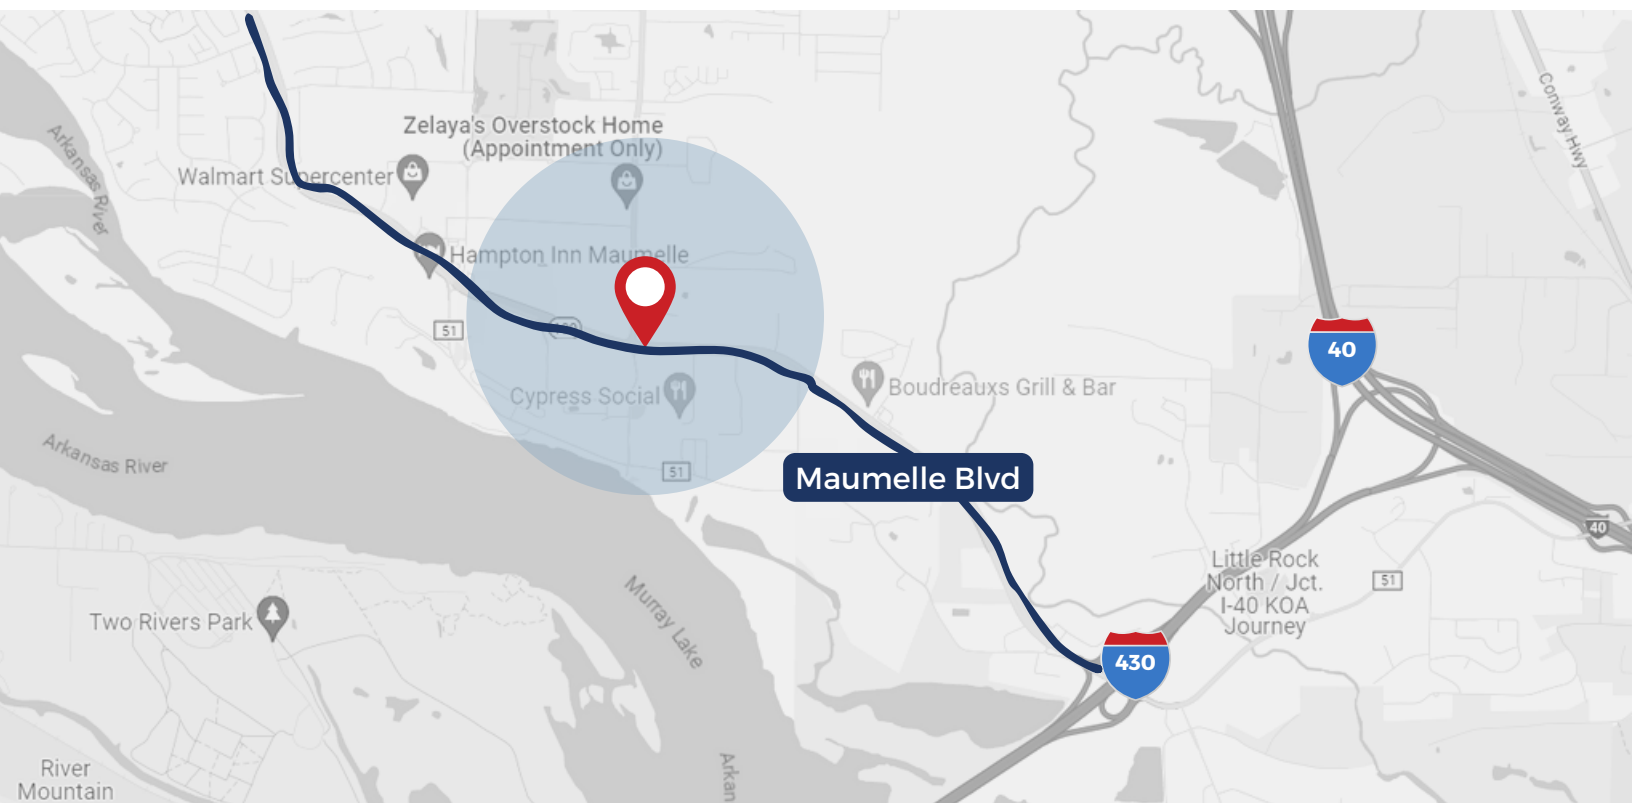 Conway Hwy
Zelaya's Overstock Home
(Appointment Only)
Arkansas River
Walmart Supercenter
Hampton Inn Maumelle
51
40
Cypress Social
Boudreauxs Grill & Bar
Arkansas River
51
Maumelle Blvd
40
Little Rock
North / Jct.
I-40 KOA
Journey
51
Murray Lake
Two Rivers Park
430
River
Mountain
Arkan